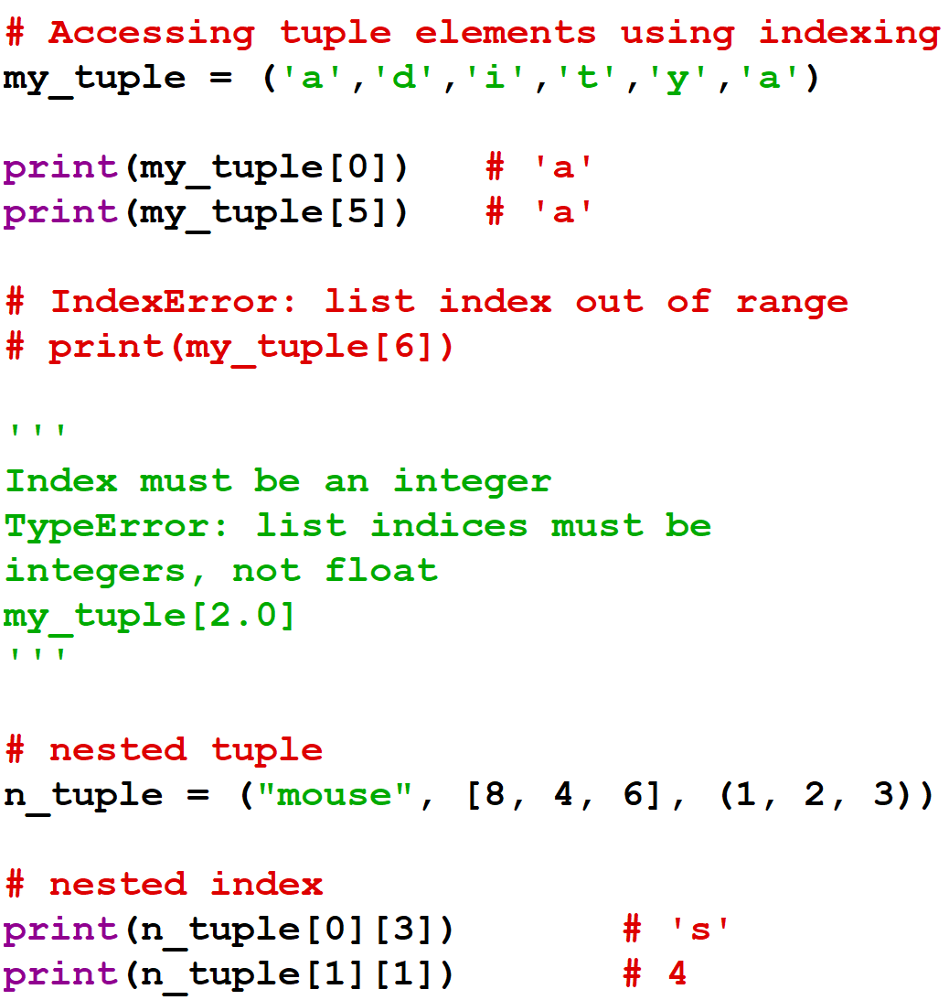 # Accessing tuple elements using indexing
my_tuple = ('a','d','i','t','y','a')
print(my_tuple[0])   # 'a'
print(my_tuple[5])   # 'a'
# IndexError: list index out of range
# print(my_tuple[6])
'''
Index must be an integer
TypeError: list indices must be
integers, not float
my_tuple[2.0]
'''
# nested tuple
n_tuple = ("mouse", [8, 4, 6], (1, 2, 3))
# nested index
print(n_tuple[0][3])       # 's'
print(n_tuple[1][1])       # 4